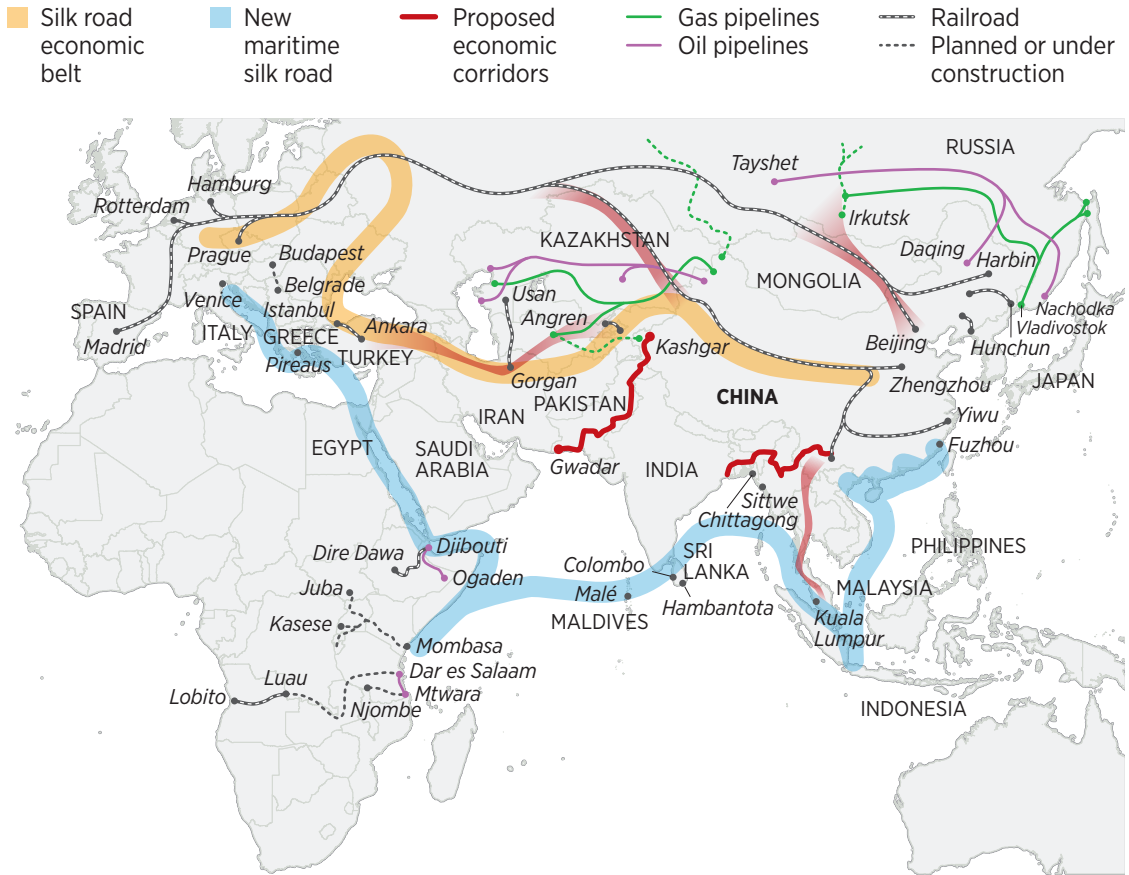 Silk road
economic
belt
New
maritime
silk road
Proposed
economic
corridors
Gas pipelines
Oil pipelines
Railroad
Planned or under
construction
RUSSIA
Tayshet
Hamburg
Rotterdam
Irkutsk
KAZAKHSTAN
Prague
Budapest
Daqing
Harbin
MONGOLIA
Belgrade
Venice
Usan
SPAIN
Istanbul
Nachodka
Angren
Ankara
Vladivostok
ITALY
GREECE
Madrid
TURKEY
Beijing
Hunchun
Pireaus
Kashgar
Gorgan
Zhengzhou
JAPAN
CHINA
PAKISTAN
IRAN
Yiwu
EGYPT
SAUDI
ARABIA
Fuzhou
Gwadar
INDIA
Sittwe
Chittagong
Dire Dawa
Djibouti
PHILIPPINES
SRI
LANKA
Colombo
Ogaden
Juba
Malé
MALAYSIA
Hambantota
Kasese
MALDIVES
Kuala
Lumpur
Mombasa
Dar es Salaam
Luau
Mtwara
Lobito
Njombe
INDONESIA